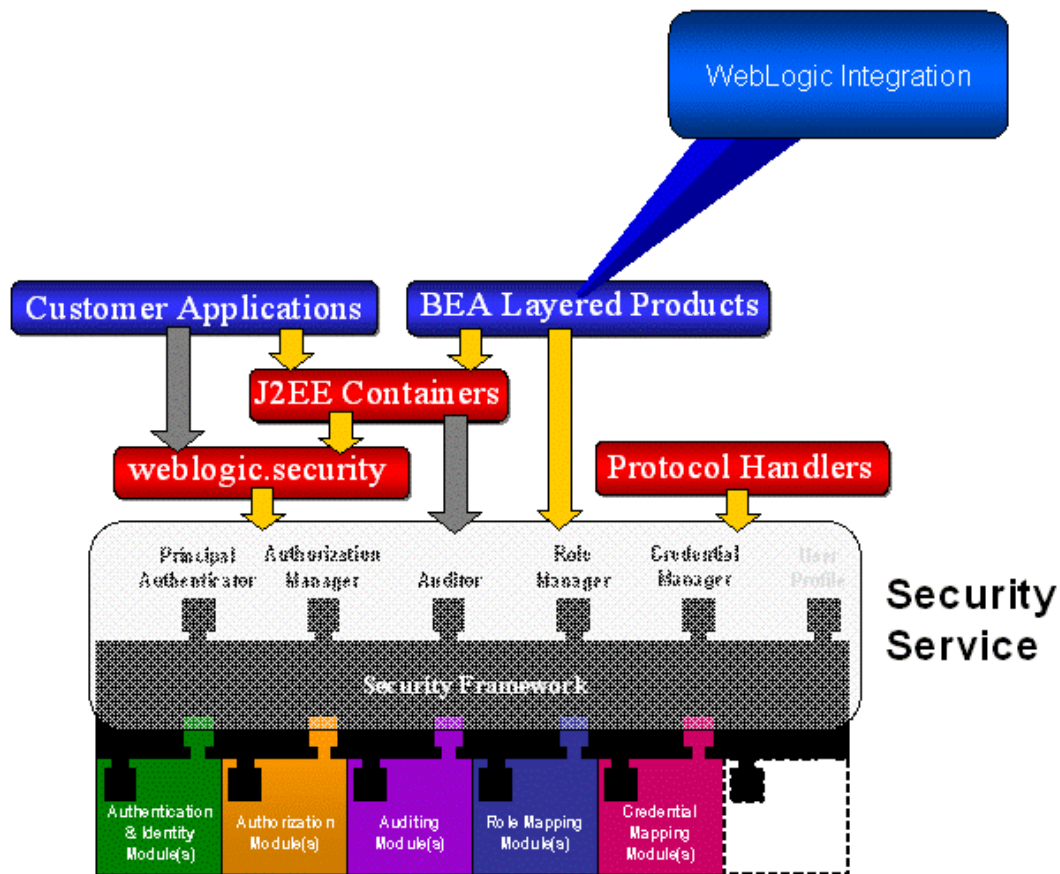 WebLogic Integration
Customer Applications
BEA Layered Products
J2EE Containers
weblogic.security
Protocol Handlers
Principal
Authenticator
Authorization
Manager
Auditor
Role
Manager
Credential
Manager
User
Profile
Security
Service
Security Framework
Authentication
& Identity
Module(s)
Authorization
Module(s)
Auditing
Module(s)
Role Mapping
Module(s)
Credential
Mapping
Module(s)